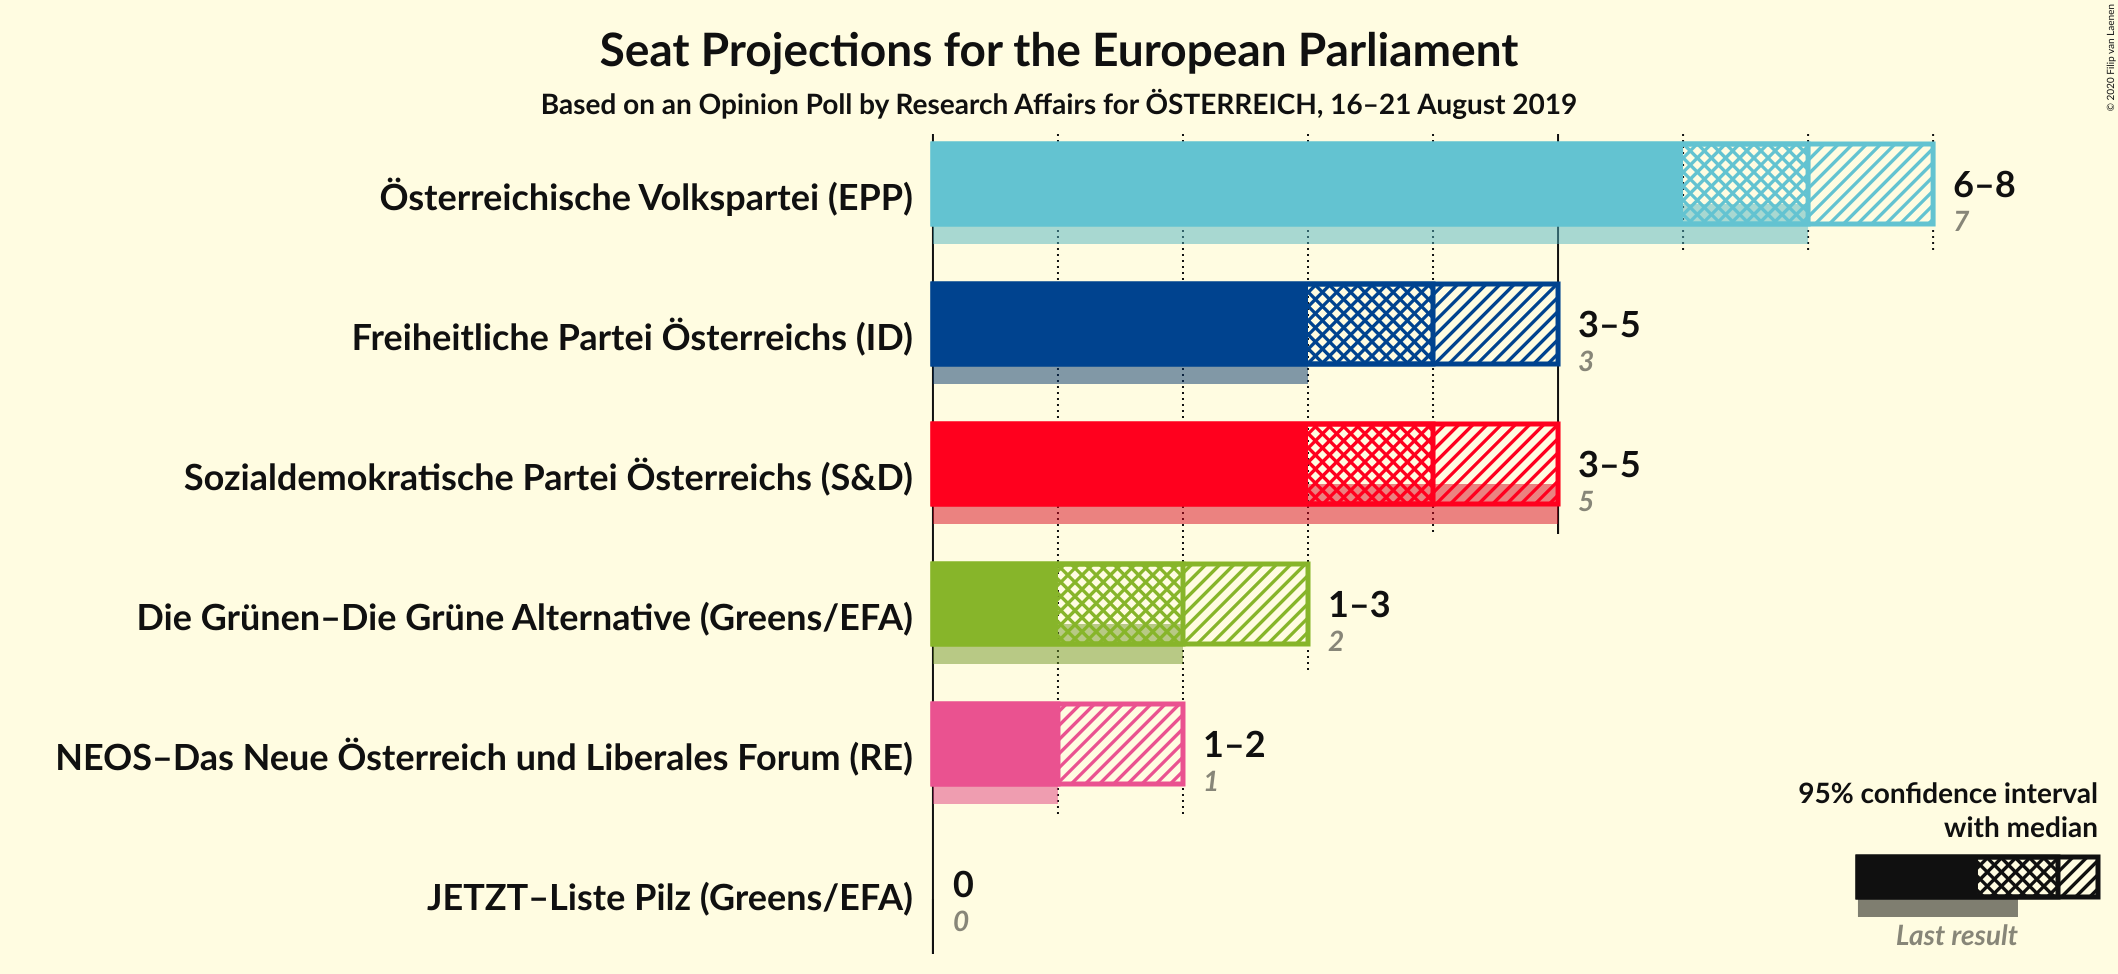 Seat Projections for the European Parliament
Based on an Opinion Poll by Research Affairs for ÖSTERREICH, 16–21 August 2019
© 2020 Filip van Laenen
Österreichische Volkspartei (EPP)
6–8
7
Freiheitliche Partei Österreichs (ID)
3–5
3
Sozialdemokratische Partei Österreichs (S&D)
3–5
5
Die Grünen–Die Grüne Alternative (Greens/EFA)
1–3
2
NEOS–Das Neue Österreich und Liberales Forum (RE)
1–2
1
JETZT–Liste Pilz (Greens/EFA)
0
0
95% confidence interval
with median
Last result